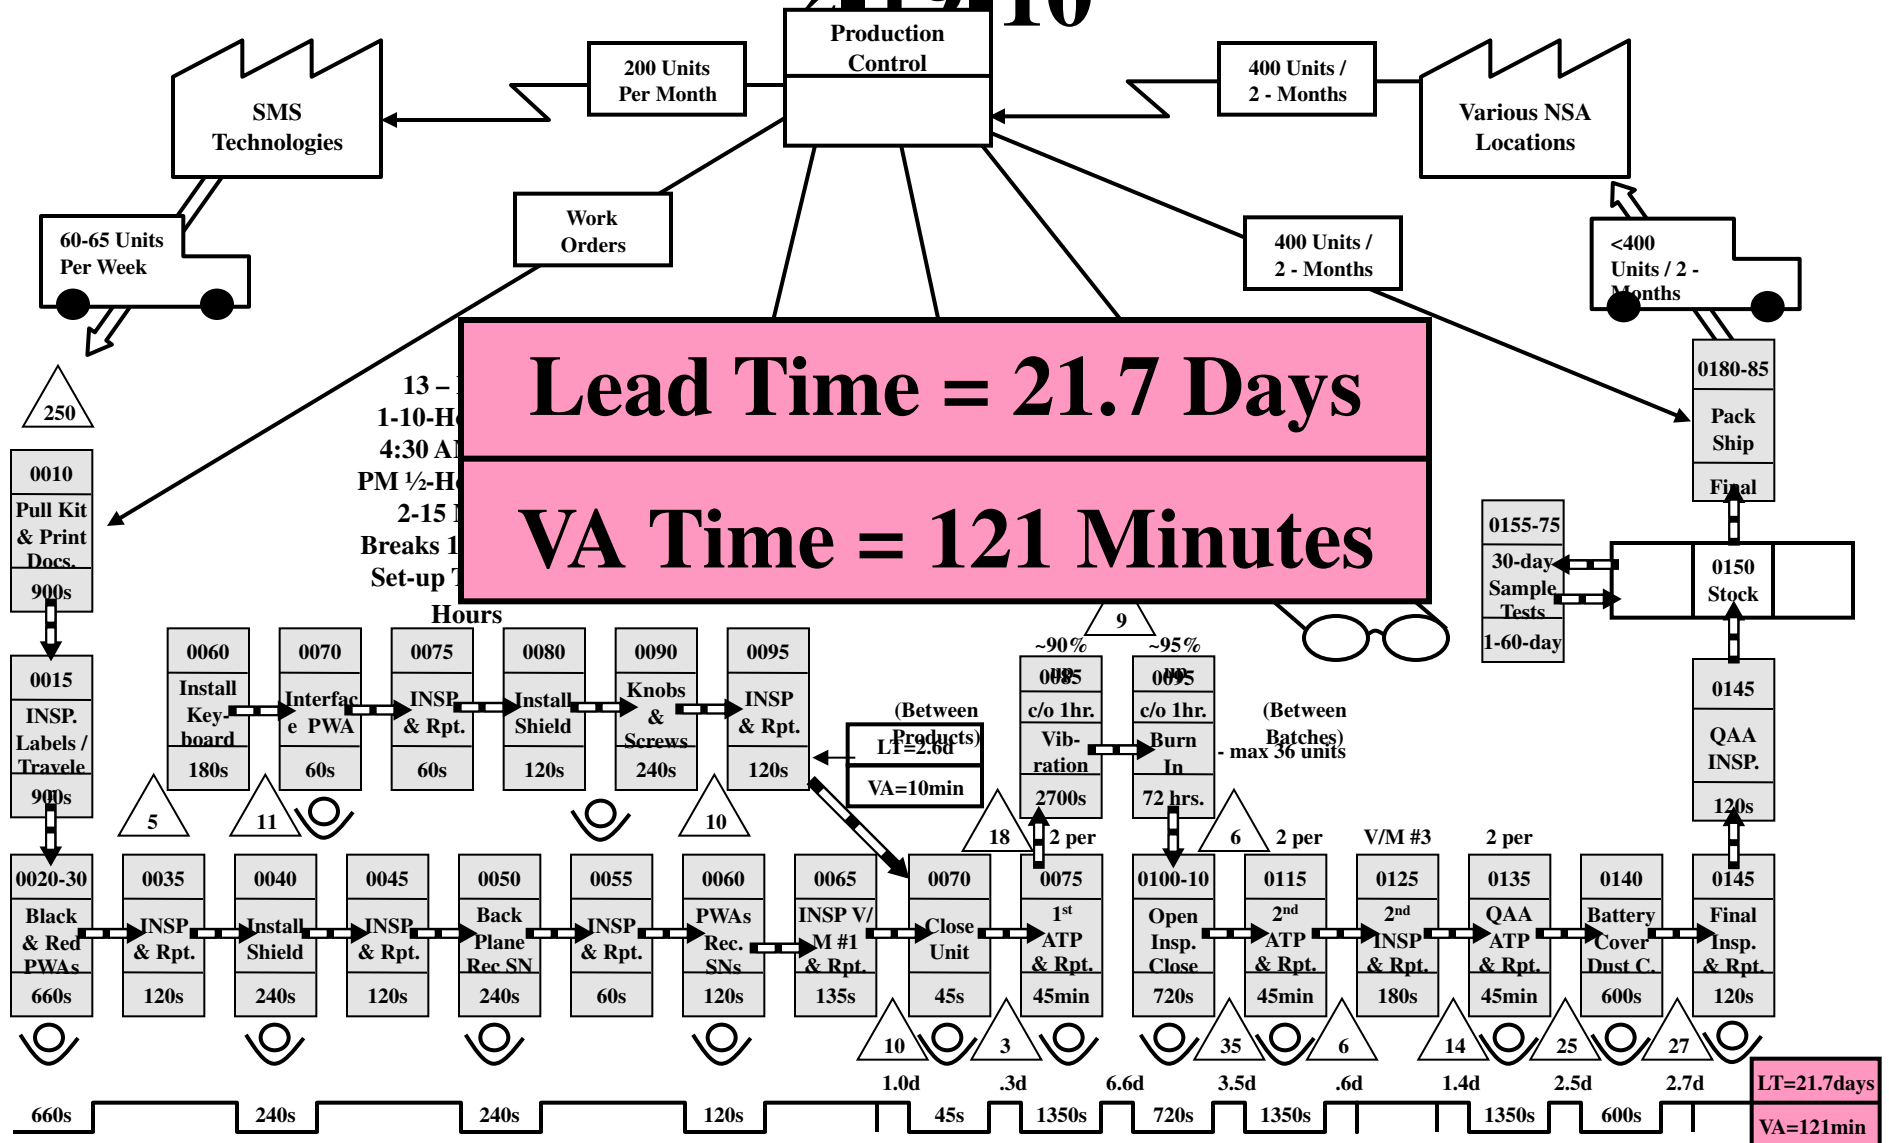 Production
Control
200 Units
Per Month
400 Units /
2 - Months
SMS
Technologies
Various NSA
Locations
Work
Orders
400 Units /
2 - Months
60-65 Units
Per Week
<400
Units / 2 -
Months
Lead Time = 21.7 Days
VA Time = 121 Minutes
13 –
4:30
PM
2-15
Breaks
Set-up
Hours
250
0010
Pull Kit
& Print
Docs.
900s
0015
INSP.
Labels /
Travele
900s
0180-85
Pack
Ship
Final
0155-75
30-day
Sample
Tests
1-60-day
0150
Stock
0060
Install
Key-
board
180s
0070
Interfac
e PWA
60s
0075
INSP
& Rpt.
60s
0080
Install
Shield
120s
0090
Knobs
&
Screws
240s
0095
INSP
& Rpt.
120s
(Between
Products)
LT=2.6d
VA=10min
9
~90%
up
0085
c/o 1hr.
Vib-
ration
2700s
~95%
up
0095
c/o 1hr.
Burn
In
72 hrs.
(Between
Batches)
- max 36 units
0145
QAA
INSP.
120s
5
11
10
18
6
2 per
2 per
V/M #3
2 per
0020-30
Black
& Red
PWAs
660s
0035
INSP
& Rpt.
120s
0040
Install
Shield
240s
0045
INSP
& Rpt.
120s
0050
Back
Plane
Rec SN
240s
0055
INSP
& Rpt.
60s
0060
PWAs
Rec.
SNs
120s
0065
INSP V/
M #1
& Rpt.
135s
0070
Close
Unit
45s
0075
1st
ATP
& Rpt.
45min
0100-10
Open
Insp.
Close
720s
0115
2nd
ATP
& Rpt.
45min
0125
2nd
INSP
& Rpt.
180s
0135
QAA
ATP
& Rpt.
45min
0140
Battery
Cover
Dust C.
600s
0145
Final
Insp.
& Rpt.
120s
10
3
35
6
14
25
27
1.0d
.3d
6.6d
3.5d
.6d
1.4d
2.5d
2.7d
LT=21.7days
660s
240s
240s
120s
45s
1350s
720s
1350s
1350s
600s
VA=121min